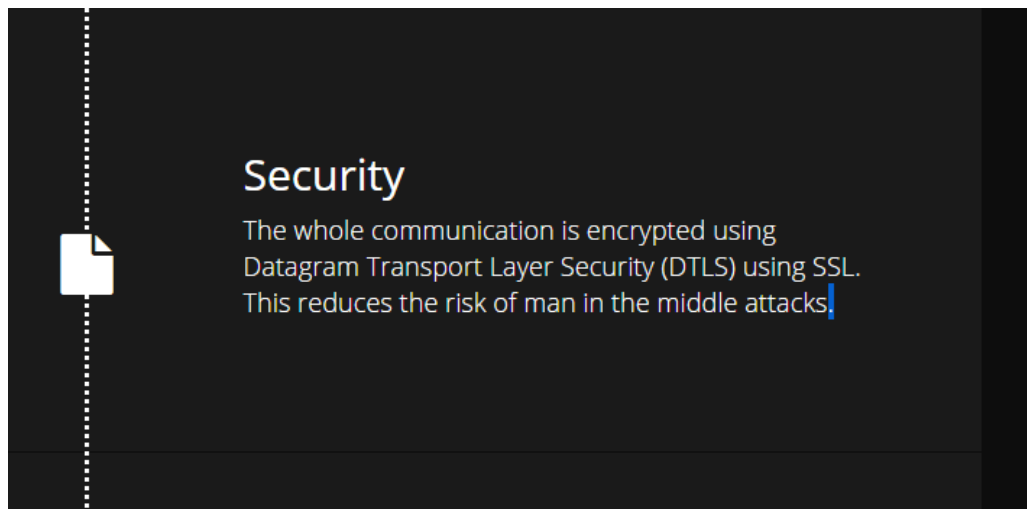 Security
The whole communication is encrypted using
Datagram Transport Layer Security (DTLS) using SSL.
This reduces the risk of man in the middle attacks.